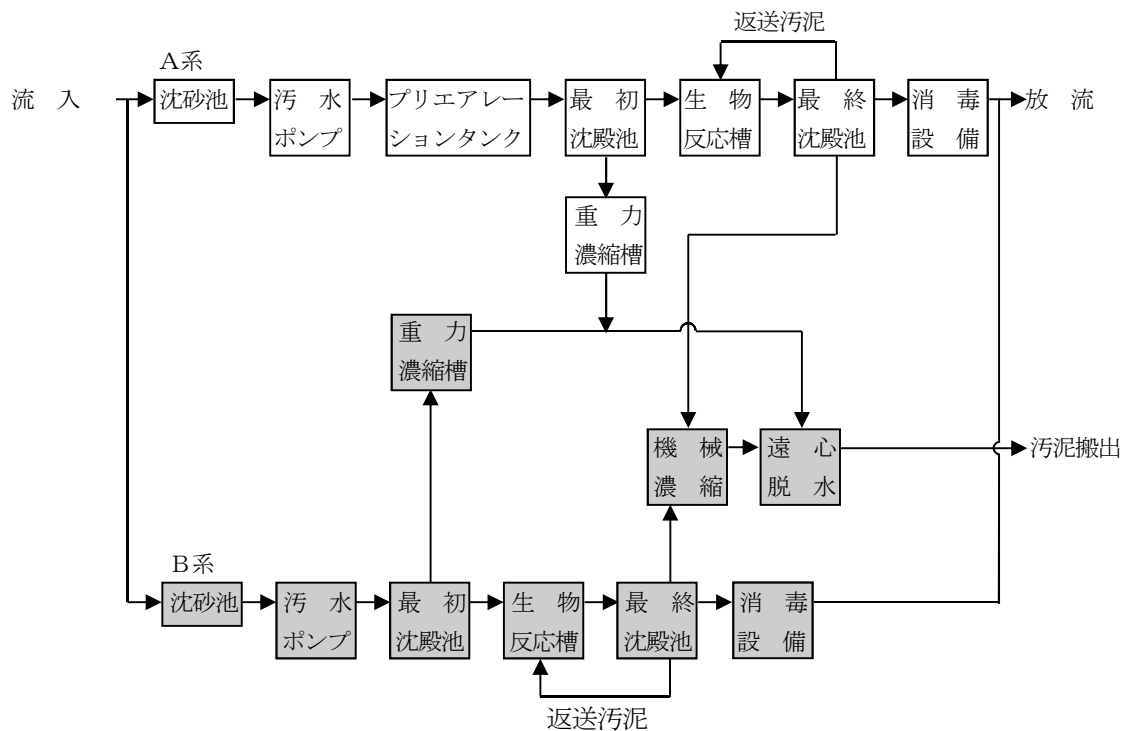 返送汚泥
A系
流　入
沈砂池
汚　水
ポンプ
プリエアレー
ションタンク
最　初
沈殿池
生　物
反応槽
最　終
沈殿池
消　毒
設　備
放　流
重　力
濃縮槽
重　力
濃縮槽
機　械
濃　縮
遠　心
脱　水
汚泥搬出
B系
沈砂池
汚　水
ポンプ
最　初
沈殿池
生　物
反応槽
最　終
沈殿池
消　毒
設　備
返送汚泥